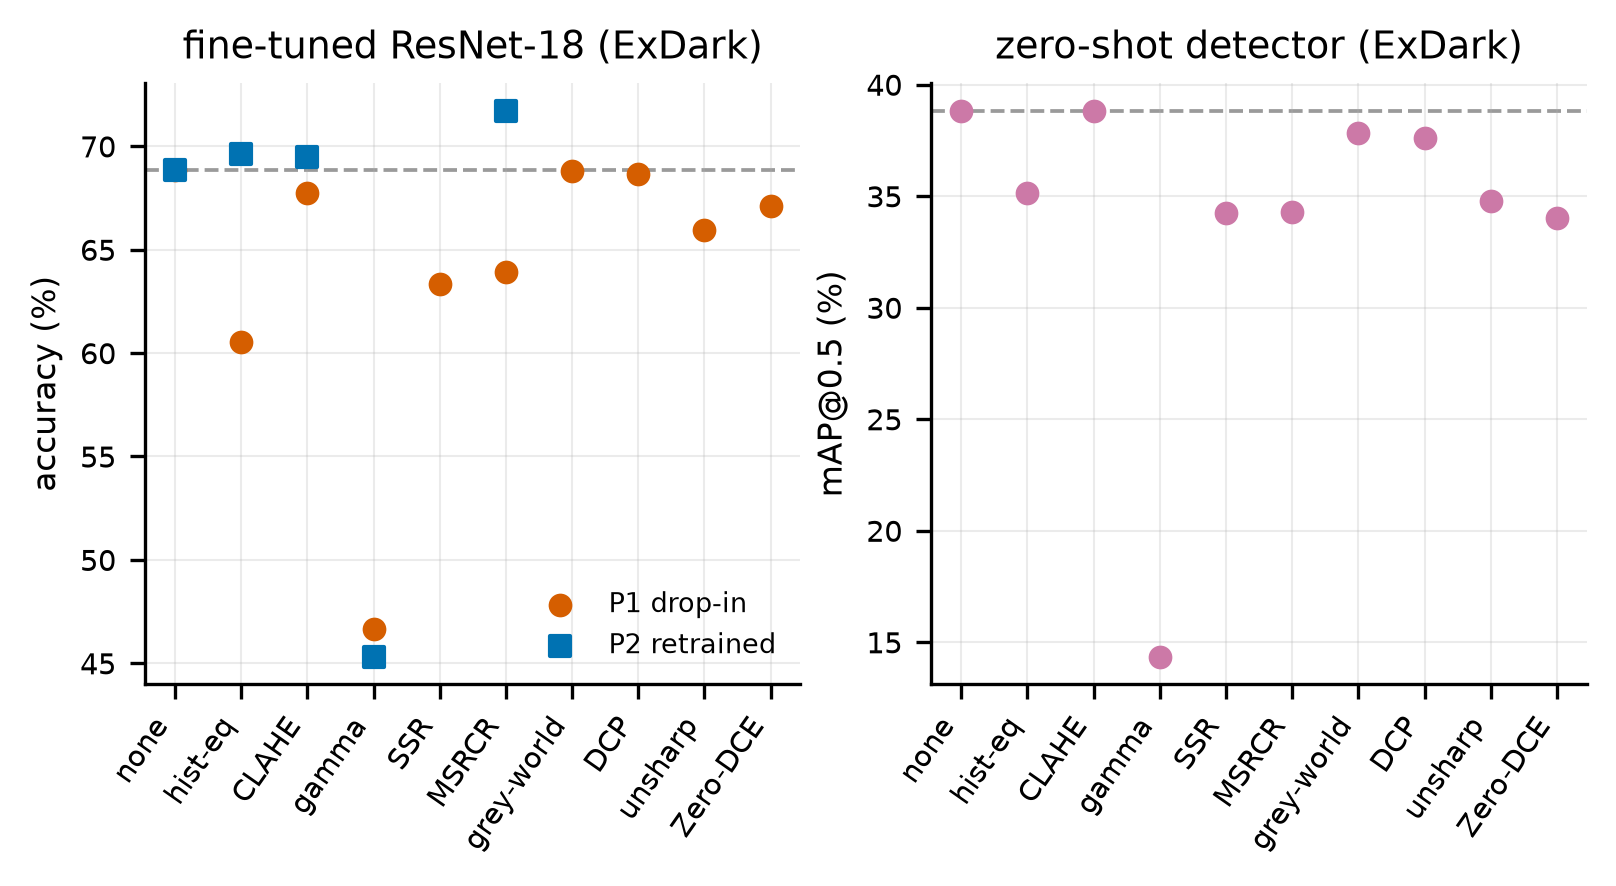 fine-tuned ResNet-18 (ExDark)
accuracy (%)
70
65
60
55
50
45
P1 drop-in
P2 retrained
none
hist-eq
CLAHE
gamma
SSR
MSRCR
grey-world
DCP
unsharp
Zero-DCE
zero-shot detector (ExDark)
mAP@0.5 (%)
40
35
30
25
20
15
none
hist-eq
CLAHE
gamma
SSR
MSRCR
grey-world
DCP
unsharp
Zero-DCE